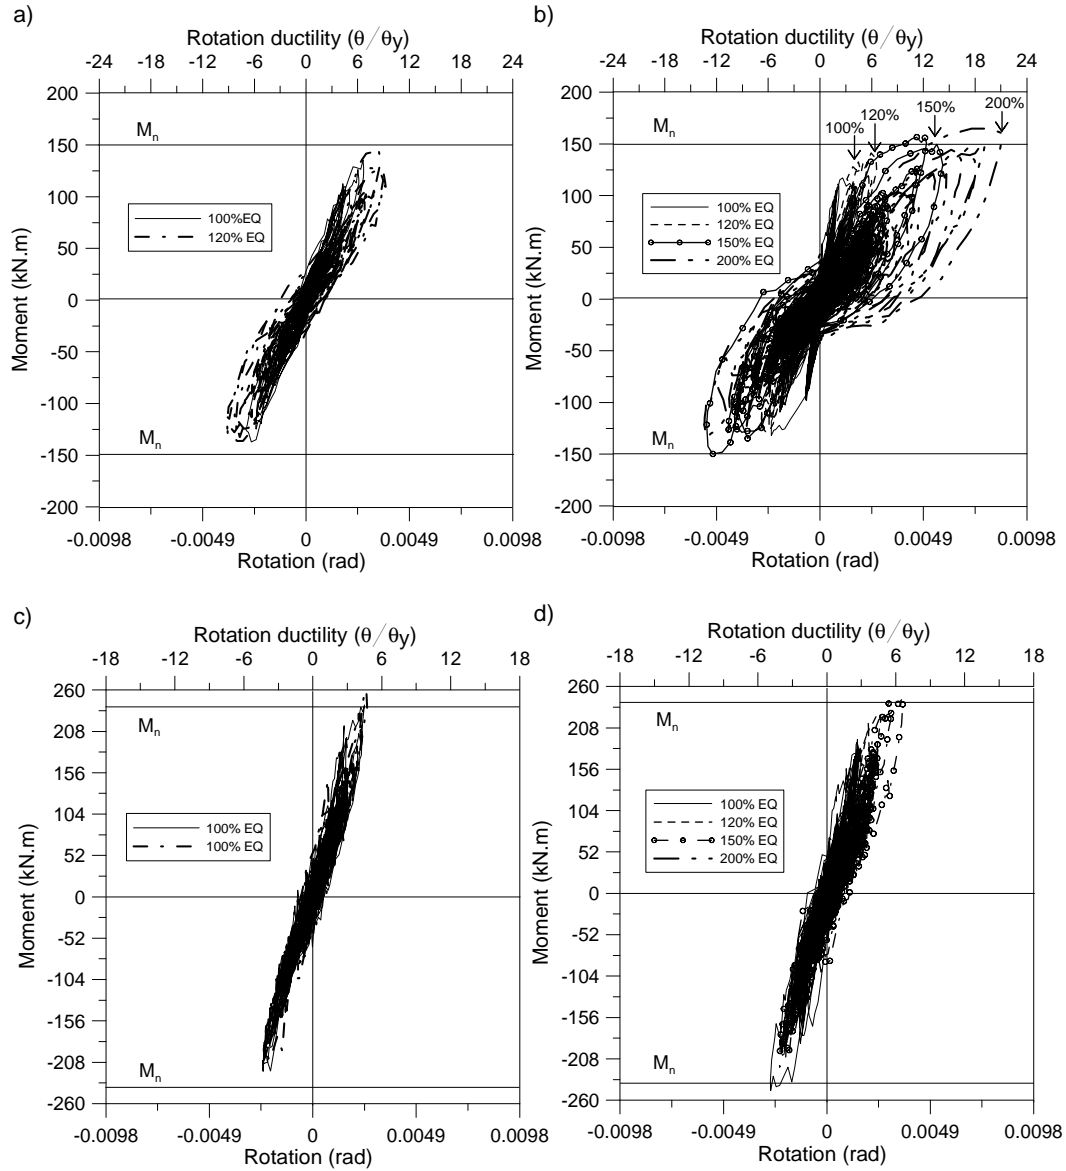 a)
Rotation ductility (θ/θy)
-24 -18 -12 -6 0 6 12 18 24
200
150
100
50
0
-50
-100
-150
-200
Moment (kN.m)
Mn
100%EQ
120% EQ
Mn
-0.0098 -0.0049 0 0.0049 0.0098
Rotation (rad)
b)
Rotation ductility (θ/θy)
-24 -18 -12 -6 0 6 12 18 24
200
150
100
50
0
-50
-100
-150
-200
Moment (kN.m)
Mn
100% 120% 150% 200%
100% EQ
120% EQ
150% EQ
200% EQ
Mn
-0.0098 -0.0049 0 0.0049 0.0098
Rotation (rad)
c)
Rotation ductility (θ/θy)
-18 -12 -6 0 6 12 18
260
208
156
104
52
0
-52
-104
-156
-208
-260
Moment (kN.m)
Mn
100% EQ
100% EQ
Mn
-0.0098 -0.0049 0 0.0049 0.0098
Rotation (rad)
d)
Rotation ductility (θ/θy)
-18 -12 -6 0 6 12 18
260
208
156
104
52
0
-52
-104
-156
-208
-260
Moment (kN.m)
Mn
100% EQ
120% EQ
150% EQ
200% EQ
Mn
-0.0098 -0.0049 0 0.0049 0.0098
Rotation (rad)